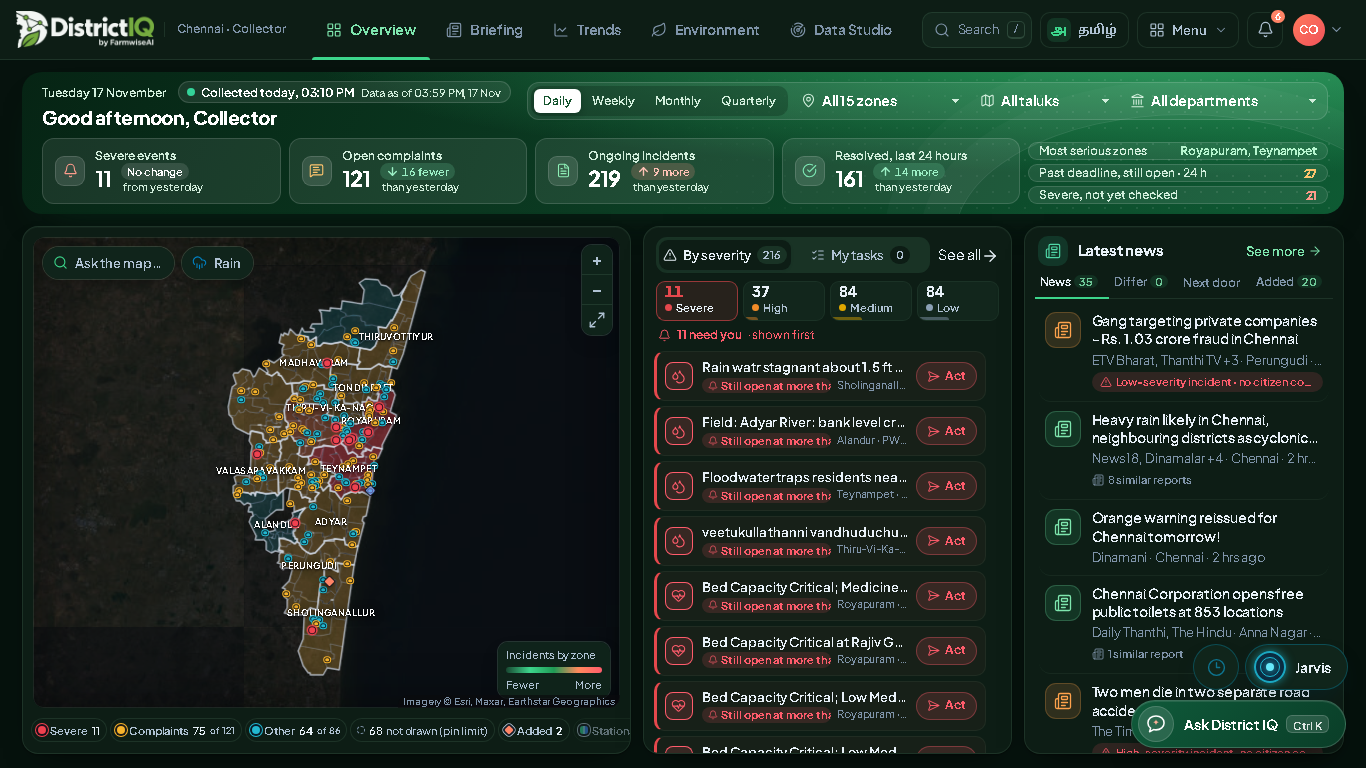 DistrictIQ
by FarmwiseAI
Chennai · Collector
Overview
Briefing
Trends
Environment
Data Studio
Search /
அ தமிழ்
Menu
6
CO
Tuesday 17 November
Collected today, 03:10 PM Data as of 03:59 PM, 17 Nov
Good afternoon, Collector
Daily Weekly Monthly Quarterly
All 15 zones
All taluks
All departments
Severe events
11 No change
from yesterday
Open complaints
121 ↓ 16 fewer
than yesterday
Ongoing incidents
219 ↑ 9 more
than yesterday
Resolved, last 24 hours
161 ↑ 14 more
than yesterday
Most serious zones Royapuram, Teynampet
Past deadline, still open · 24 h 27
Severe, not yet checked 21
Ask the map...
Rain
+
−
THIRUVOTTIYUR
VALASARAVAKKAM
TEYNAMPET
ADYAR
PERUNGUDI
SHOLINGANALLUR
Incidents by zone
Fewer More
Imagery © Esri, Maxar, Earthstar Geographics
Severe 11
Complaints 75 of 121
Other 64 of 86
68 not drawn (pin limit)
Added 2
Station
By severity 216
My tasks 0
See all →
11
Severe
37
High
84
Medium
84
Low
11 need you · shown first
Rain watr stagnant about 1.5 ft ...
Still open at more th
Sholinganall...
Act
Field: Adyar River: bank level cr...
Still open at more th
Alandur · PW...
Act
Floodwater traps residents nea...
Still open at more th
Teynampet · ...
Act
veetukulla thanni vandhuduchu...
Still open at more th
Thiru-Vi-Ka-...
Act
Bed Capacity Critical; Medicine...
Still open at more th
Royapuram · ...
Act
Bed Capacity Critical at Rajiv G...
Still open at more th
Royapuram · ...
Act
Bed Capacity Critical; Low Med...
Still open at more th
Royapuram · ...
Act
Bed Capacity Critical; Low Med...
Latest news
See more →
News 35
Differ 0
Next door
Added 20
Gang targeting private companies
– Rs. 1.03 crore fraud in Chennai
ETV Bharat, Thanthi TV +3 · Perungudi · ...
Low-severity incident · no citizen co...
Heavy rain likely in Chennai,
neighbouring districts as cyclonic...
News18, Dinamalar +4 · Chennai · 2 hr...
8 similar reports
Orange warning reissued for
Chennai tomorrow!
Dinamani · Chennai · 2 hrs ago
Chennai Corporation opens free
public toilets at 853 locations
Daily Thanthi, The Hindu · Anna Nagar · ...
1 similar report
Two men die in two separate road
accide
The Tim
High-severity incident · no citizen co...
Jarvis
Ask District IQ Ctrl K